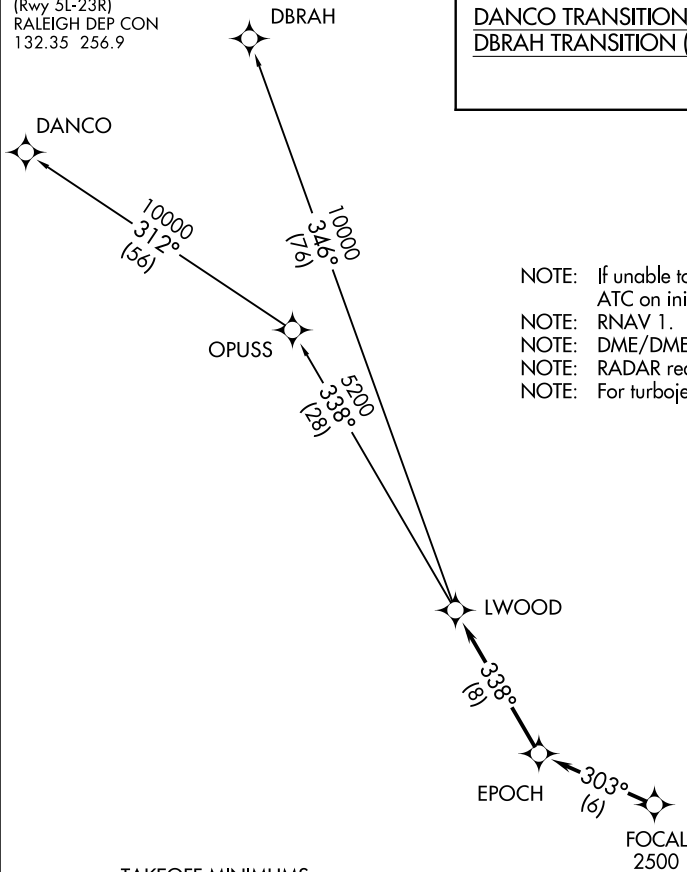 (Rwy 5L-23R)
RALEIGH DEP CON
132.35 256.9
DBRAH
DANCO TRANSITION
DBRAH TRANSITION (
DANCO
10000
312°
(56)
10000
346°
(76)
NOTE: If unable to
ATC on ini
NOTE: RNAV 1.
NOTE: DME/DME
NOTE: RADAR req
NOTE: For turboje
OPUSS
5200
338°
(28)
LWOOD
338°
(8)
EPOCH
303°
(6)
FOCAL
2500
TAKEOFF MINIMUMS